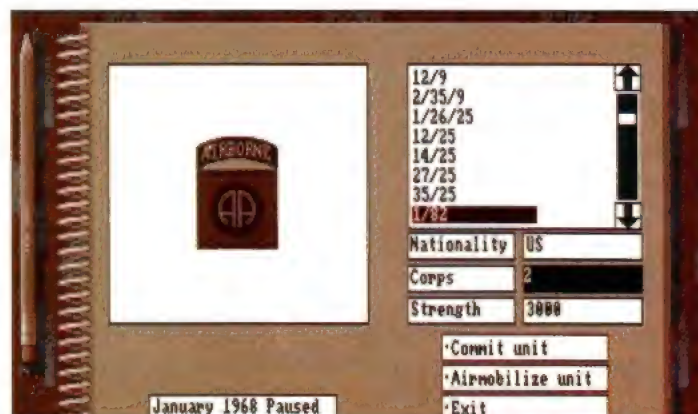 AIRBORNE
AA
12/9
2/35/9
1/26/25
12/25
14/25
27/25
35/25
1/82
Nationality US
Corps 2
Strength 3000
·Commit unit
·Airmobilize unit
·Exit
January 1968 Paused